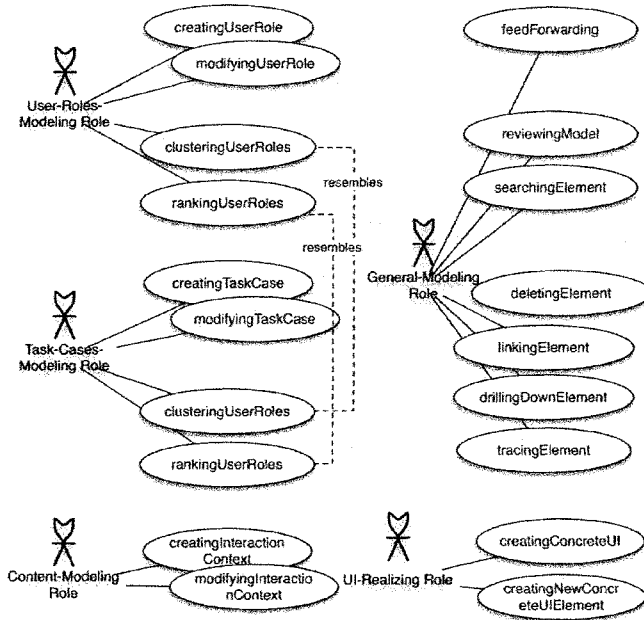 creatingUserRole
modifyingUserRole
User-Roles-
Modeling Role
clusteringUserRoles
rankingUserRoles
resembles
resembles
creatingTaskCase
modifyingTaskCase
Task-Cases-
Modeling Role
clusteringUserRoles
rankingUserRoles
feedForwarding
reviewingModel
searchingElement
General-Modeling
Role
deletingElement
linkingElement
drillingDownElement
tracingElement
creatingInteraction
Context
modifyingInteractio
nContext
Content-Modeling
Role
UI-Realizing Role
creatingConcreteUI
creatingNewConcr
eteUIElement